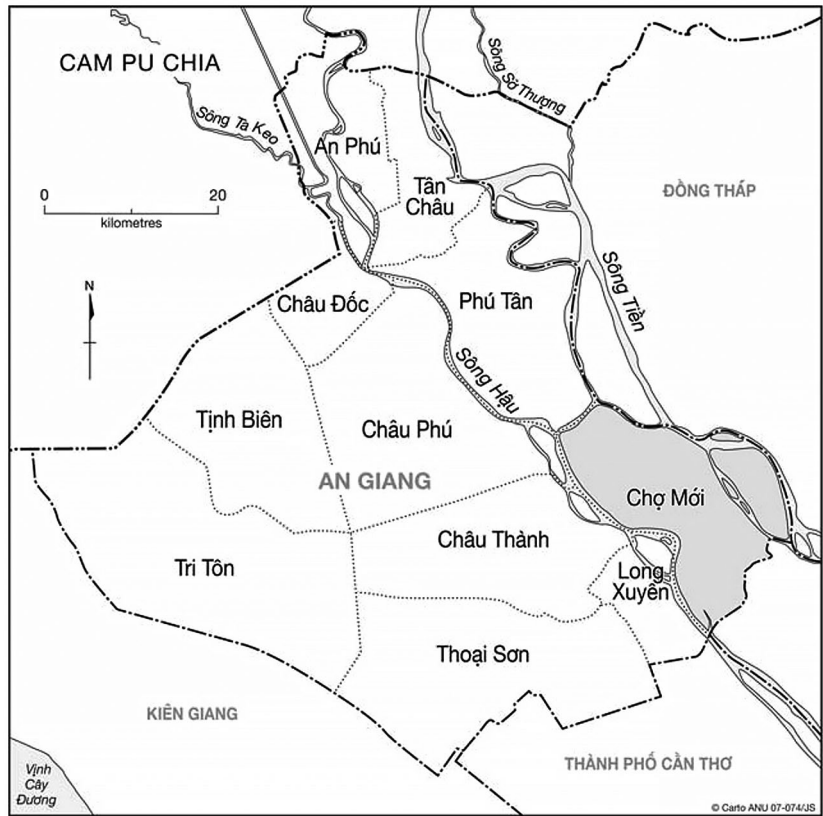 CAM PU CHIA
Sông Sở Thượng
Sông Ta Keo
An Phú
Tân
Châu
ĐỒNG THÁP
0 20
kilometres
N
Sông Tiền
Châu Đốc
Phú Tân
Sông Hậu
Tịnh Biên
Châu Phú
AN GIANG
Chợ Mới
Châu Thành
Tri Tôn
Long
Xuyên
Thoại Sơn
KIÊN GIANG
THÀNH PHỐ CẦN THƠ
Vịnh
Cây
Dương
© Carto ANU 07-074/JS